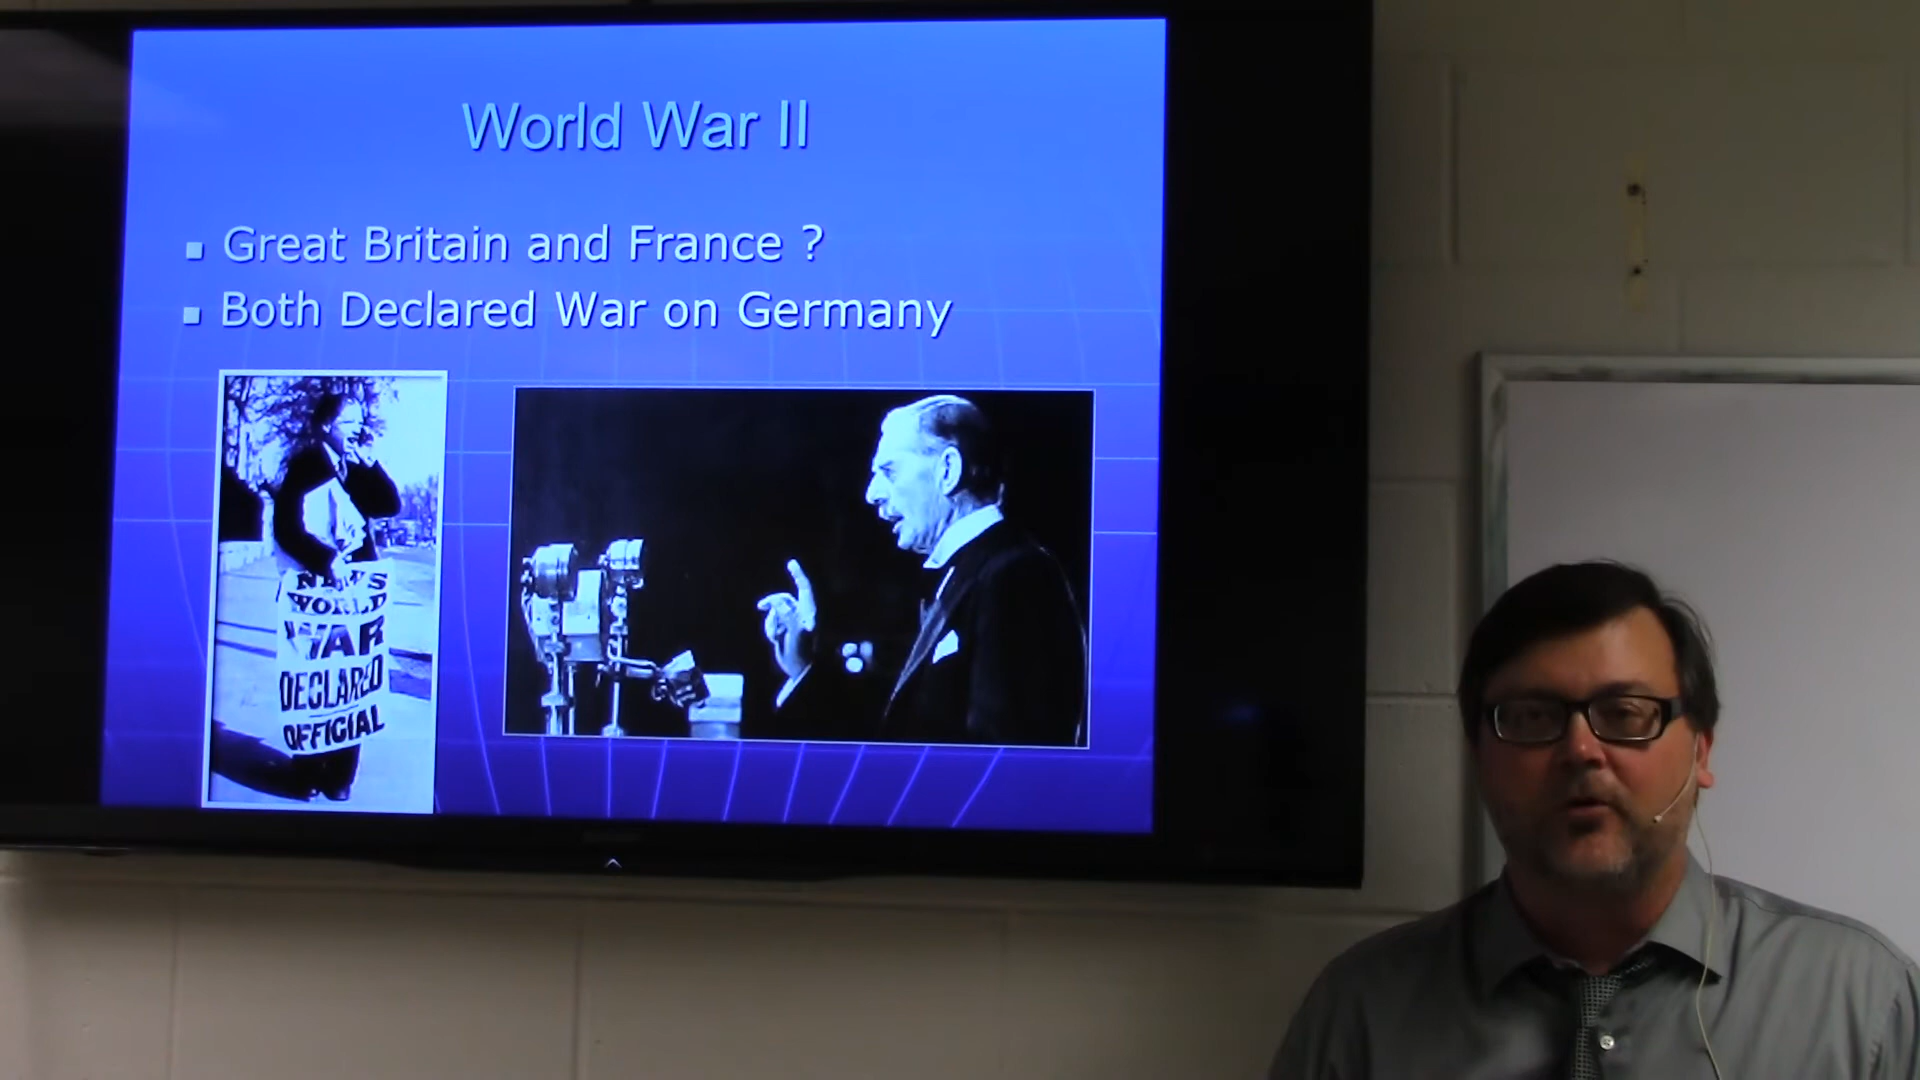 World War II
Great Britain and France ?
Both Declared War on Germany
NEWS
WORLD
WAR
DECLARED
OFFICIAL